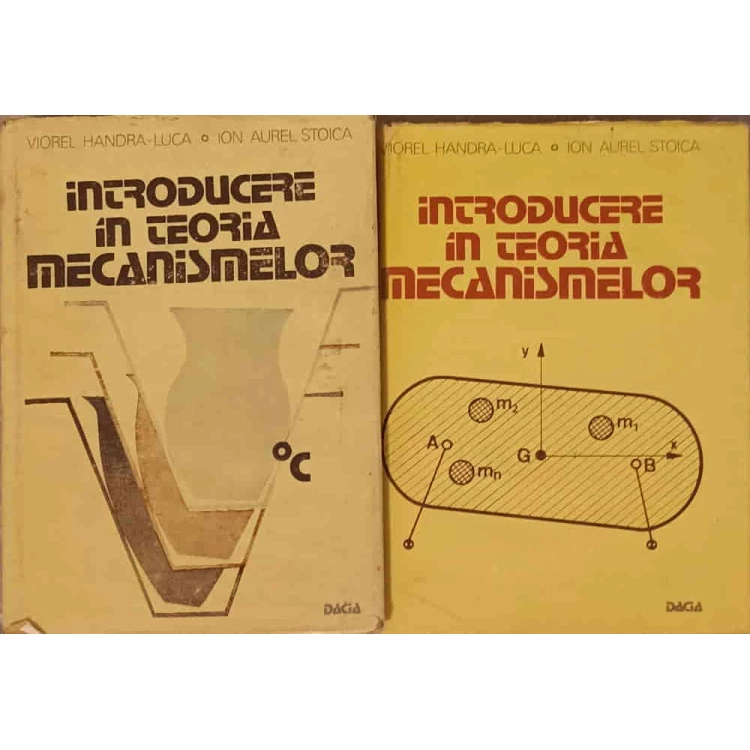 VIOREL HANDRA-LUCA o ION AUREL STOICA
INTRODUCERE
IN TEORIA
MECANISMELOR
°C
DACIA
VIOREL HANDRA-LUCA o ION AUREL STOICA
INTRODUCERE
IN TEORIA
MECANISMELOR
y
m2
m1
A
G
x
B
mn
DACIA